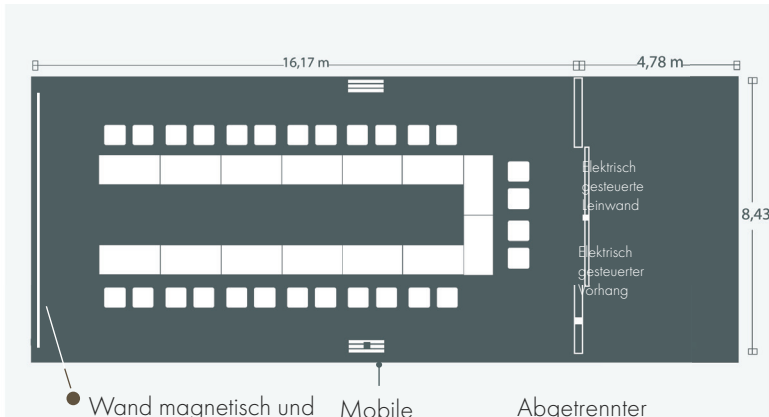 16,17 m
4,78 m
Elektrisch
gesteuerte
Leinwand
8,43
Elektrisch
gesteuerter
Vorhang
Wand magnetisch und
Mobile
Abgetrennter